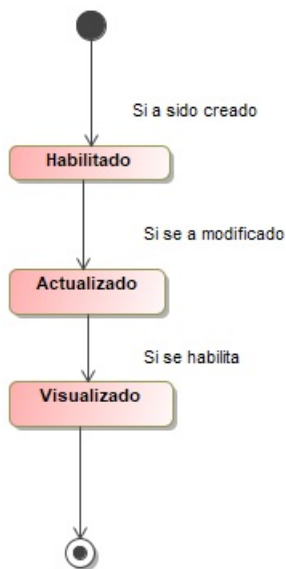 Si a sido creado
Habilitado
Si se a modificado
Actualizado
Si se habilita
Visualizado